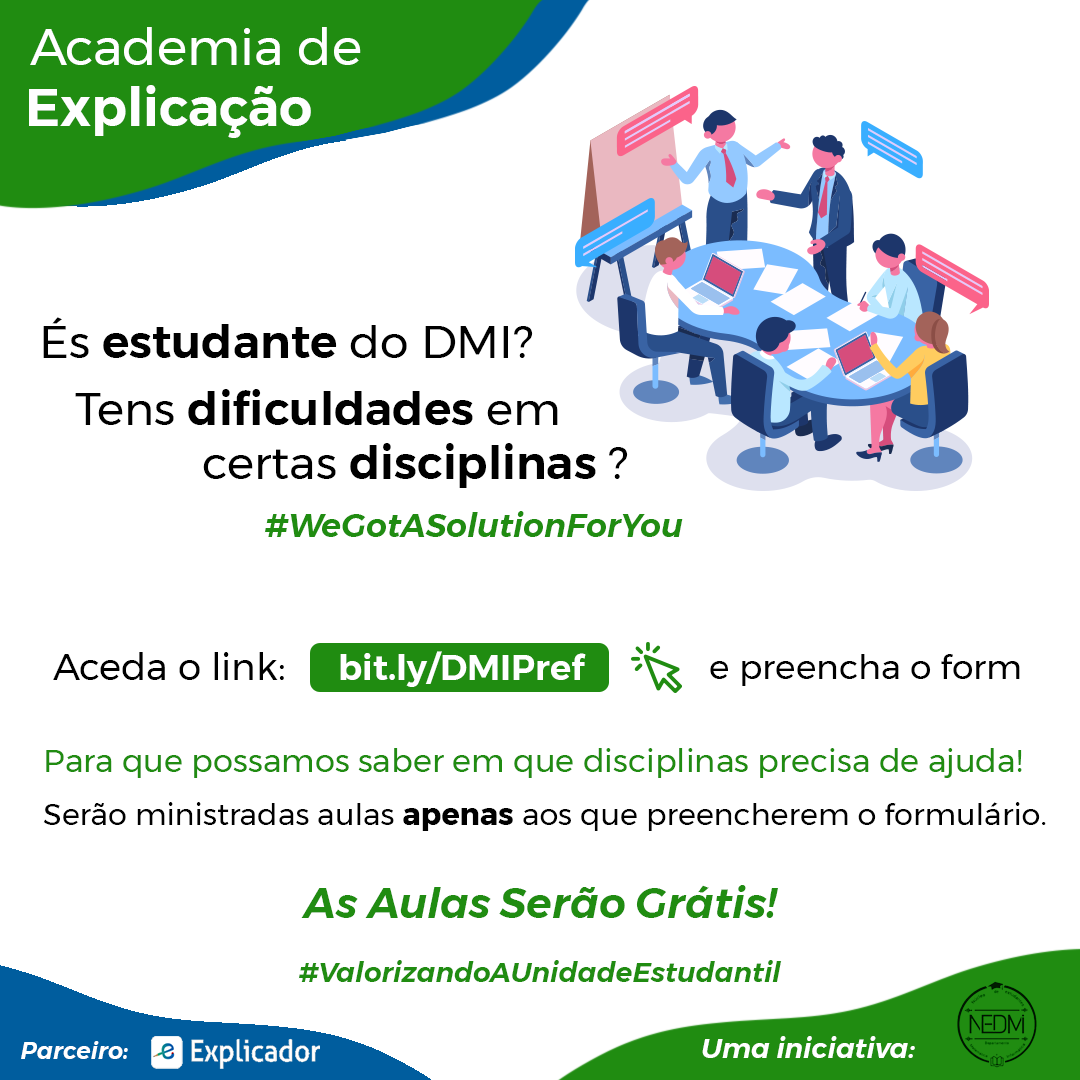 Academia de
Explicação
És estudante do DMI?
Tens dificuldades em
certas disciplinas ?
#WeGotASolutionForYou
Aceda o link: bit.ly/DMIPref e preencha o form
Para que possamos saber em que disciplinas precisa de ajuda!
Serão ministradas aulas apenas aos que preencherem o formulário.
As Aulas Serão Grátis!
#ValorizandoAUnidadeEstudantil
Parceiro: Explicador
Uma iniciativa: NEDM